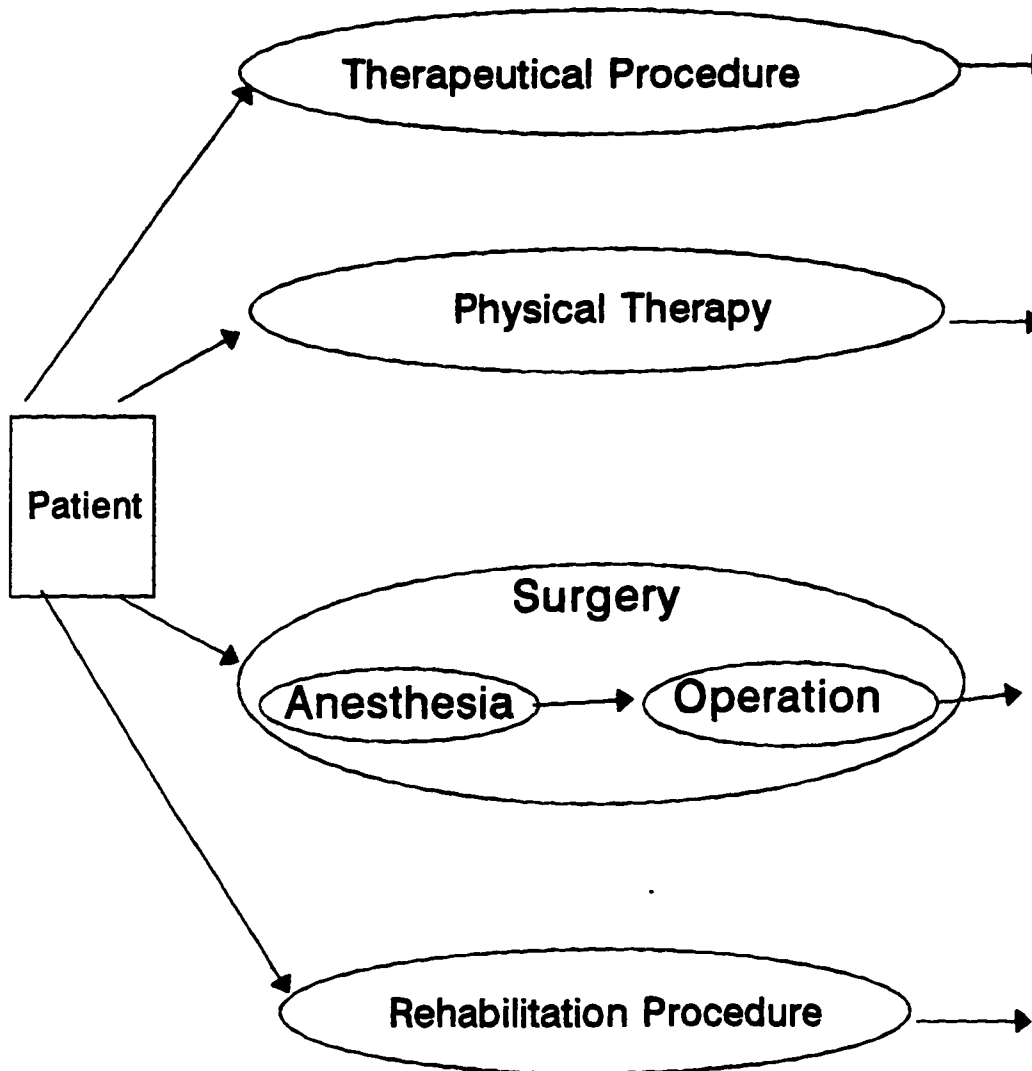 Therapeutical Procedure
Physical Therapy
Patient
Surgery
Anesthesia
Operation
Rehabilitation Procedure